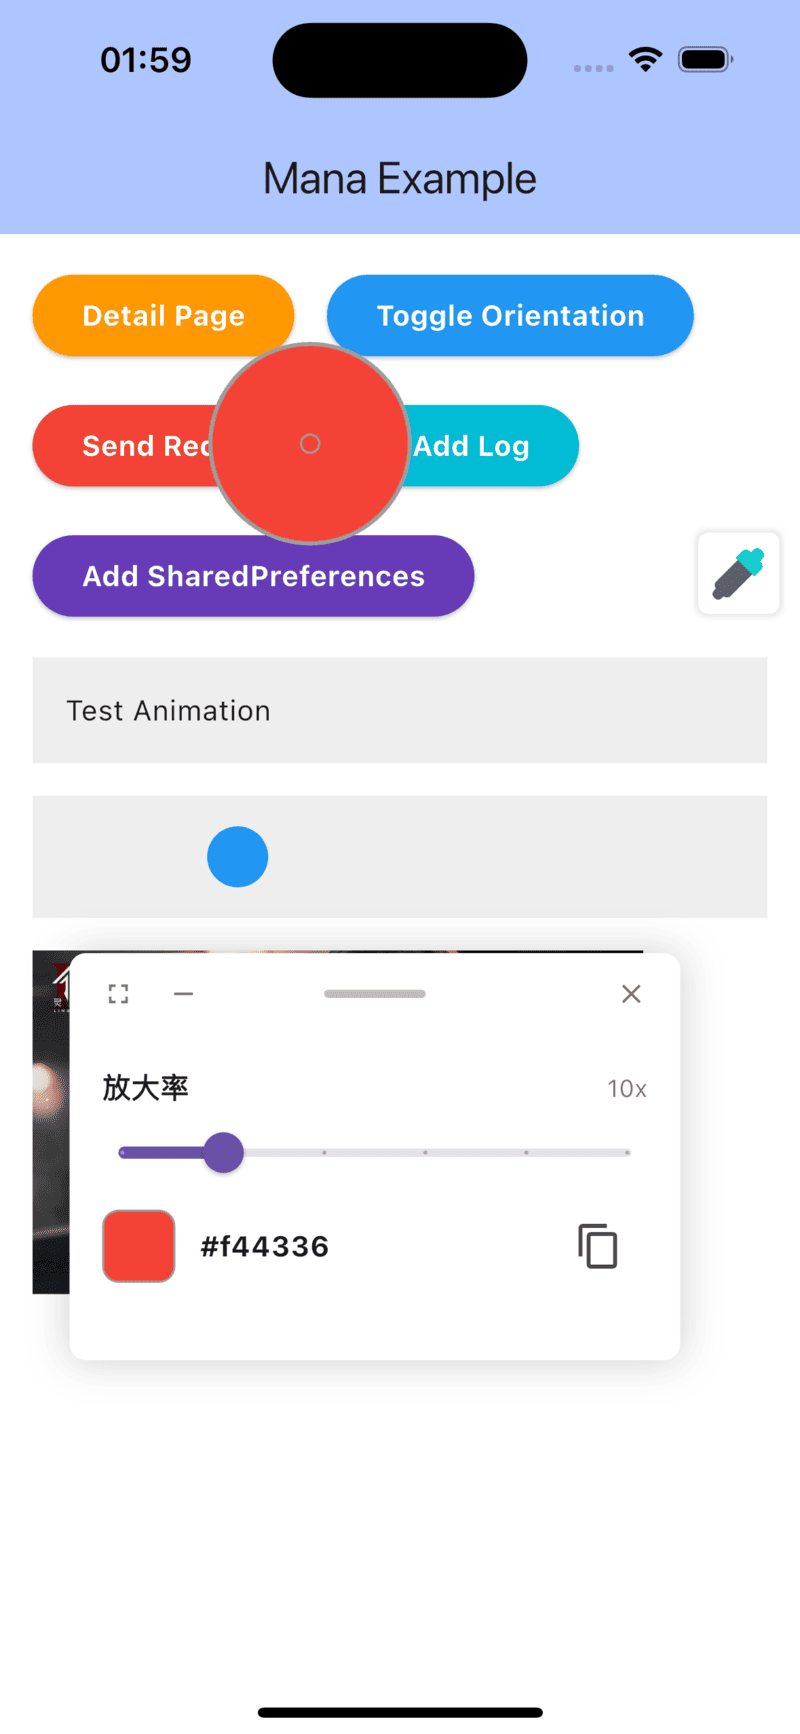 01:59
Mana Example
Detail Page
Toggle Orientation
Send
Add Log
Add SharedPreferences
Test Animation
放大率
10x
#f44336